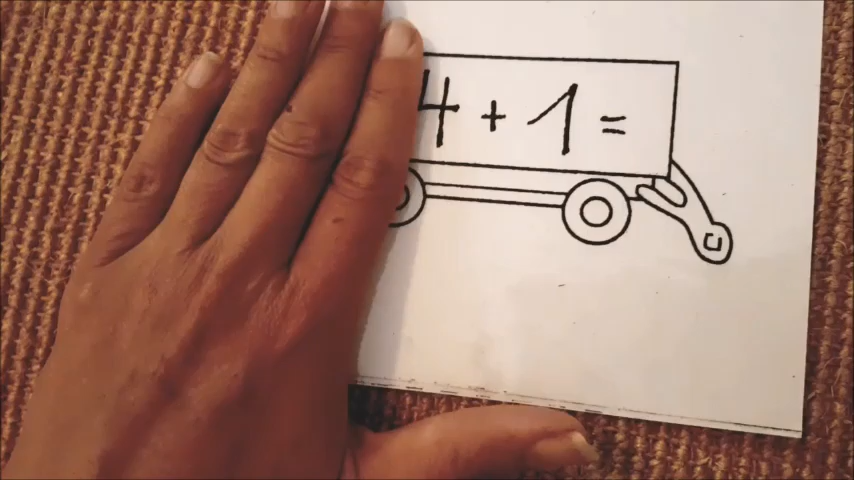 4 + 1 =